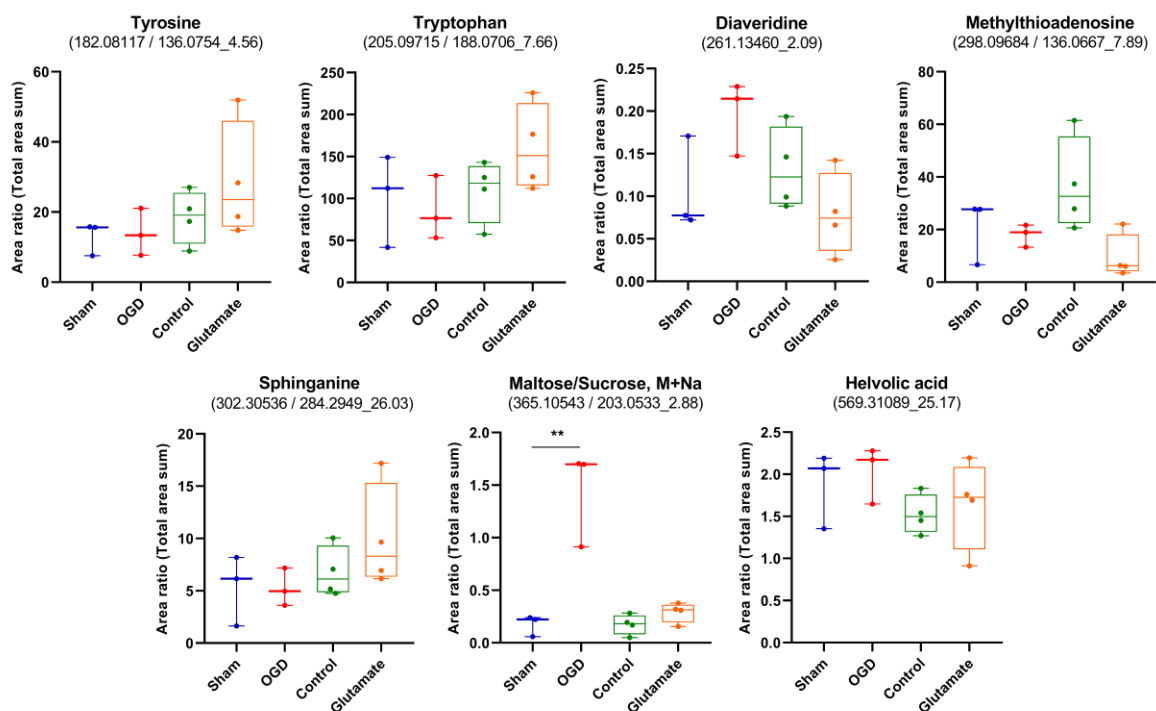 Tyrosine
(182.08117 / 136.0754_4.56)
Area ratio (Total area sum)
60
40
20
0
Sham
OGD
Control
Glutamate
Tryptophan
(205.09715 / 188.0706_7.66)
Area ratio (Total area sum)
250
200
150
100
50
0
Sham
OGD
Control
Glutamate
Diaveridine
(261.13460_2.09)
Area ratio (Total area sum)
0.25
0.20
0.15
0.10
0.05
0.00
Sham
OGD
Control
Glutamate
Methylthioadenosine
(298.09684 / 136.0667_7.89)
Area ratio (Total area sum)
80
60
40
20
0
Sham
OGD
Control
Glutamate
Sphinganine
(302.30536 / 284.2949_26.03)
Area ratio (Total area sum)
20
15
10
5
0
Sham
OGD
Control
Glutamate
Maltose/Sucrose, M+Na
(365.10543 / 203.0533_2.88)
Area ratio (Total area sum)
2.0
1.5
1.0
0.5
0.0
**
Sham
OGD
Control
Glutamate
Helvolic acid
(569.31089_25.17)
Area ratio (Total area sum)
2.5
2.0
1.5
1.0
0.5
0.0
Sham
OGD
Control
Glutamate